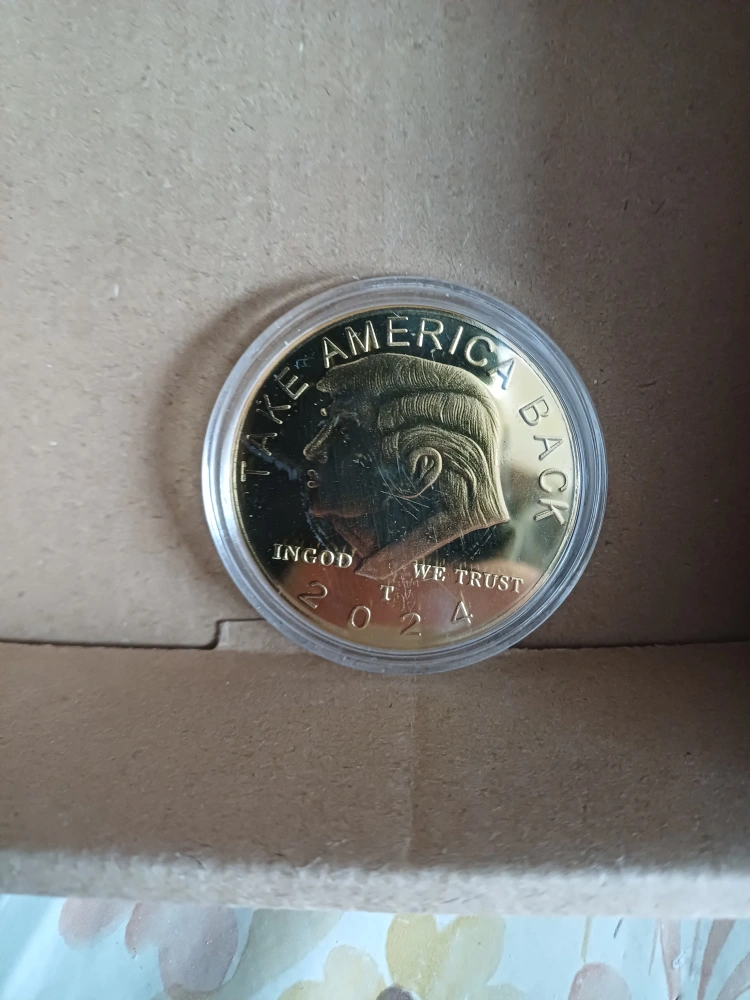 TAKE AMERICA BACK
INGOD WE TRUST
T
2024